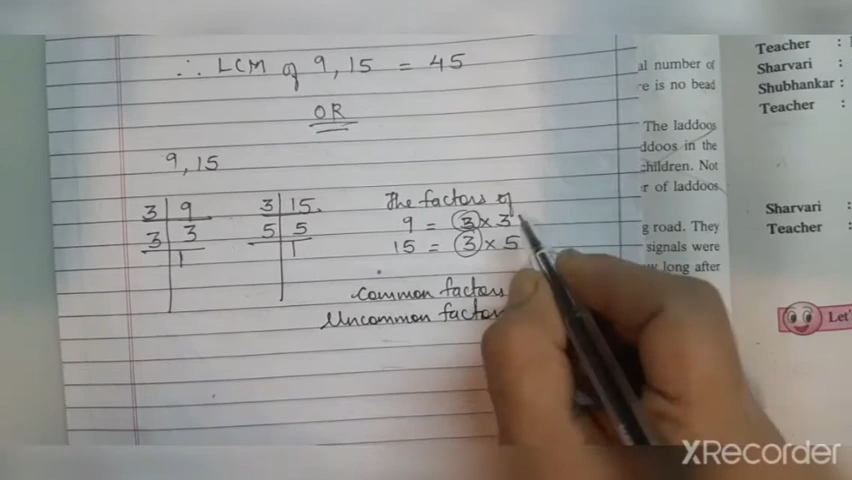 ∴ LCM of 9, 15 = 45
OR
9, 15
3 | 9
3 | 3
1
3 | 15
5 | 5
1
The factors of
9 = 3 × 3
15 = 3 × 5
Common factors
Uncommon factor
al number of
re is no bead
The laddoos
ddoos in the
children. Not
r of laddoos
g road. They
signals were
long after
Teacher :
Sharvari :
Shubhankar :
Teacher :
Sharvari :
Teacher :
Let'
XRecorder